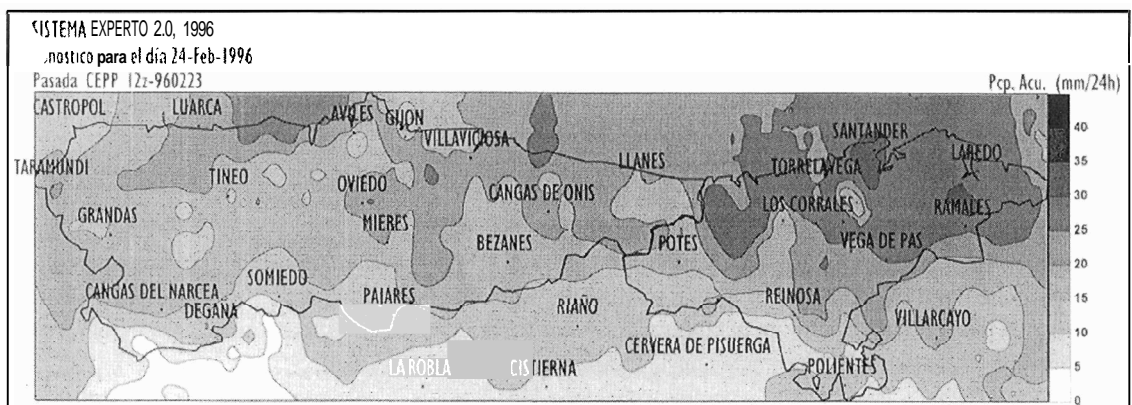 SISTEMA EXPERTO 2.0, 1996
nostico para el día 24-Feb-1996
Pasada CEPP 12z-960223 Pcp. Acu. (mm/24h)
CASTROPOL LUARCA AVILES GIJON
VILLAVICIOSA SANTANDER 40
TARAMUNDI LLANES TORRELAVEGA LAREDO 35
TINEO OVIEDO CANGAS DE ONIS 30
GRANDAS MIERES LOS CORRALES RAMALES 25
BEZANES POTES VEGA DE PAS 20
SOMIEDO
CANGAS DEL NARCEA PAJARES RIAÑO REINOSA 15
DEGAÑA VILLARCAYO 10
CERVERA DE PISUERGA
LA ROBLA CIS TIERNA POLIENTES 5
0